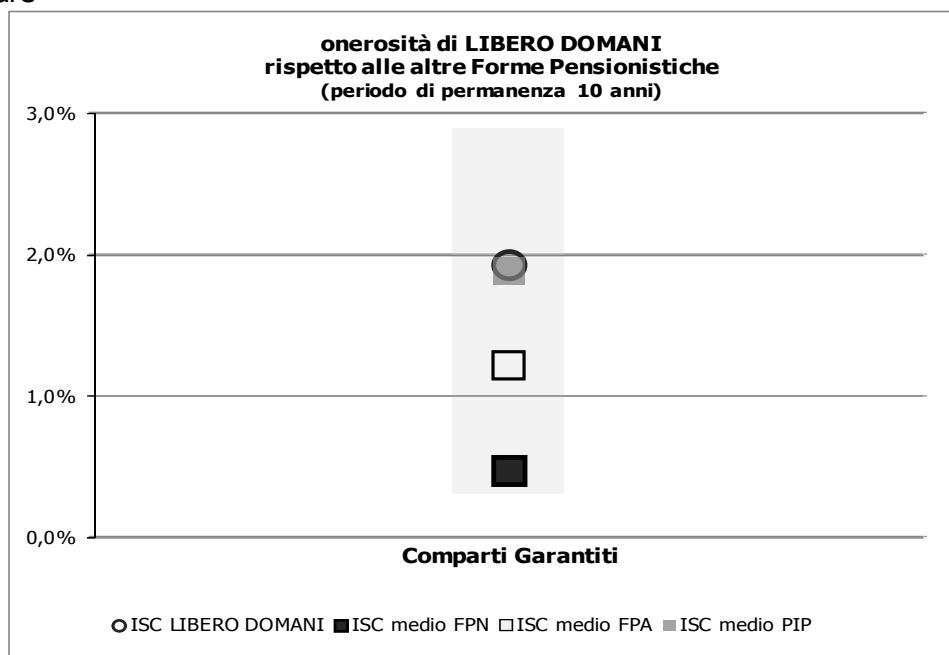 onerosità di LIBERO DOMANI
rispetto alle altre Forme Pensionistiche
(periodo di permanenza 10 anni)
3,0%
2,0%
1,0%
0,0%
Comparti Garantiti
ISC LIBERO DOMANI ISC medio FPN ISC medio FPA ISC medio PIP